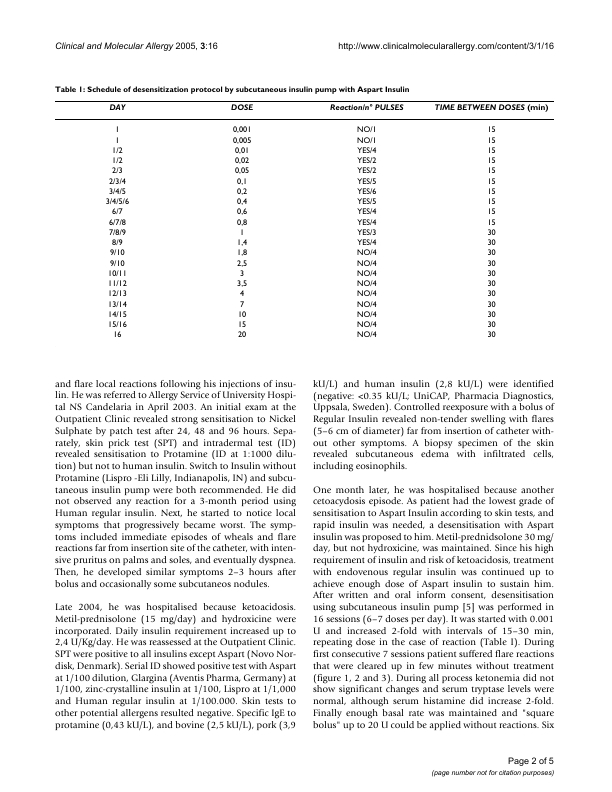 Clinical and Molecular Allergy 2005, 3:16 http://www.clinicalmolecularallergy.com/content/3/1/16
Table 1: Schedule of desensitization protocol by subcutaneous insulin pump with Aspart Insulin
DAY DOSE Reaction/n° PULSES TIME BETWEEN DOSES (min)
1 0,001 NO/1 15
1 0,005 NO/1 15
1/2 0,01 YES/4 15
1/2 0,02 YES/2 15
2/3 0,05 YES/2 15
2/3/4 0,1 YES/5 15
3/4/5 0,2 YES/6 15
3/4/5/6 0,4 YES/5 15
6/7 0,6 YES/4 15
6/7/8 0,8 YES/4 15
7/8/9 1 YES/3 30
8/9 1,4 YES/4 30
9/10 1,8 NO/4 30
9/10 2,5 NO/4 30
10/11 3 NO/4 30
11/12 3,5 NO/4 30
12/13 4 NO/4 30
13/14 7 NO/4 30
14/15 10 NO/4 30
15/16 15 NO/4 30
16 20 NO/4 30
and flare local reactions following his injections of insu-
lin. He was referred to Allergy Service of University Hospi-
tal NS Candelaria in April 2003. An initial exam at the
Outpatient Clinic revealed strong sensitisation to Nickel
Sulphate by patch test after 24, 48 and 96 hours. Sepa-
rately, skin prick test (SPT) and intradermal test (ID)
revealed sensitisation to Protamine (ID at 1:1000 dilu-
tion) but not to human insulin. Switch to Insulin without
Protamine (Lispro -Eli Lilly, Indianapolis, IN) and subcu-
taneous insulin pump were both recommended. He did
not observed any reaction for a 3-month period using
Human regular insulin. Next, he started to notice local
symptoms that progressively became worst. The symp-
toms included immediate episodes of wheals and flare
reactions far from insertion site of the catheter, with inten-
sive pruritus on palms and soles, and eventually dyspnea.
Then, he developed similar symptoms 2–3 hours after
bolus and occasionally some subcutaneos nodules.
Late 2004, he was hospitalised because ketoacidosis.
Metil-prednisolone (15 mg/day) and hydroxicine were
incorporated. Daily insulin requirement increased up to
2,4 U/Kg/day. He was reassessed at the Outpatient Clinic.
SPT were positive to all insulins except Aspart (Novo Nor-
disk, Denmark). Serial ID showed positive test with Aspart
at 1/100 dilution, Glargina (Aventis Pharma, Germany) at
1/100, zinc-crystalline insulin at 1/100, Lispro at 1/1,000
and Human regular insulin at 1/100.000. Skin tests to
other potential allergens resulted negative. Specific IgE to
protamine (0,43 kU/L), and bovine (2,5 kU/L), pork (3,9
kU/L) and human insulin (2,8 kU/L) were identified
(negative: <0.35 kU/L; UniCAP, Pharmacia Diagnostics,
Uppsala, Sweden). Controlled reexposure with a bolus of
Regular Insulin revealed non-tender swelling with flares
(5–6 cm of diameter) far from insertion of catheter with-
out other symptoms. A biopsy specimen of the skin
revealed subcutaneous edema with infiltrated cells,
including eosinophils.
One month later, he was hospitalised because another
cetoacydosis episode. As patient had the lowest grade of
sensitisation to Aspart Insulin according to skin tests, and
rapid insulin was needed, a desensitisation with Aspart
insulin was proposed to him. Metil-prednidsolone 30 mg/
day, but not hydroxicine, was maintained. Since his high
requirement of insulin and risk of ketoacidosis, treatment
with endovenous regular insulin was continued up to
achieve enough dose of Aspart insulin to sustain him.
After written and oral inform consent, desensitisation
using subcutaneous insulin pump [5] was performed in
16 sessions (6–7 doses per day). It was started with 0.001
U and increased 2-fold with intervals of 15–30 min,
repeating dose in the case of reaction (Table I). During
first consecutive 7 sessions patient suffered flare reactions
that were cleared up in few minutes without treatment
(figure 1, 2 and 3). During all process ketonemia did not
show significant changes and serum tryptase levels were
normal, although serum histamine did increase 2-fold.
Finally enough basal rate was maintained and "square
bolus" up to 20 U could be applied without reactions. Six
Page 2 of 5
(page number not for citation purposes)